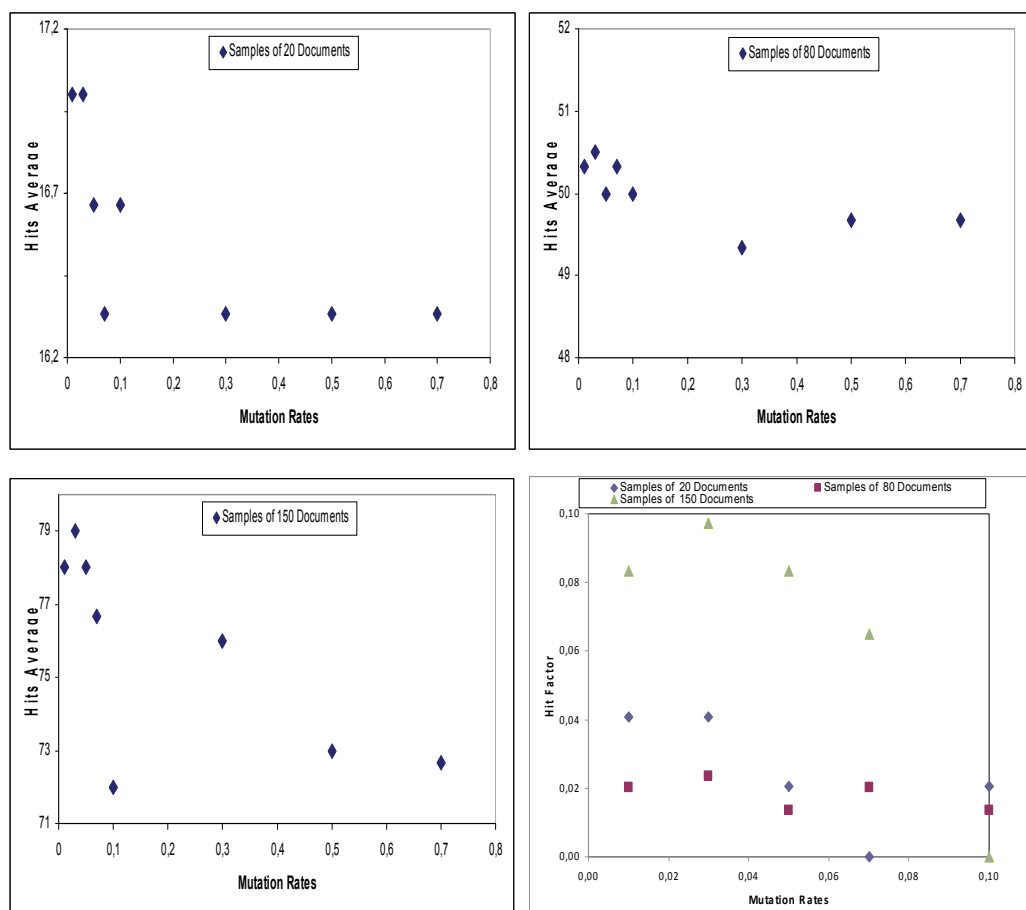 17,2
Samples of 20 Documents
16,7
16,2
Hits Average
0 0,1 0,2 0,3 0,4 0,5 0,6 0,7 0,8
Mutation Rates
52
Samples of 80 Documents
51
50
49
48
Hits Average
0 0,1 0,2 0,3 0,4 0,5 0,6 0,7 0,8
Mutation Rates
Samples of 150 Documents
79
77
75
73
71
Hits Average
0 0,1 0,2 0,3 0,4 0,5 0,6 0,7 0,8
Mutation Rates
Samples of 20 Documents Samples of 80 Documents
Samples of 150 Documents
0,10
0,08
0,06
0,04
0,02
0,00
Hit Factor
0,00 0,02 0,04 0,06 0,08 0,10
Mutation Rates